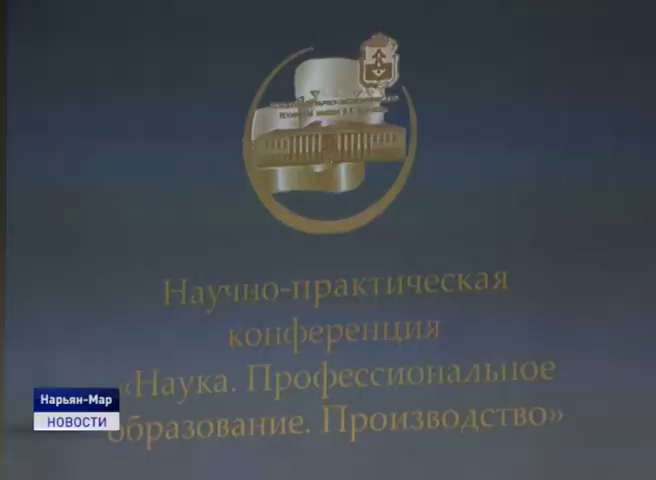 Научно-практическая
конференция
«Наука. Профессиональное
образование. Производство»
Нарьян-Мар
НОВОСТИ